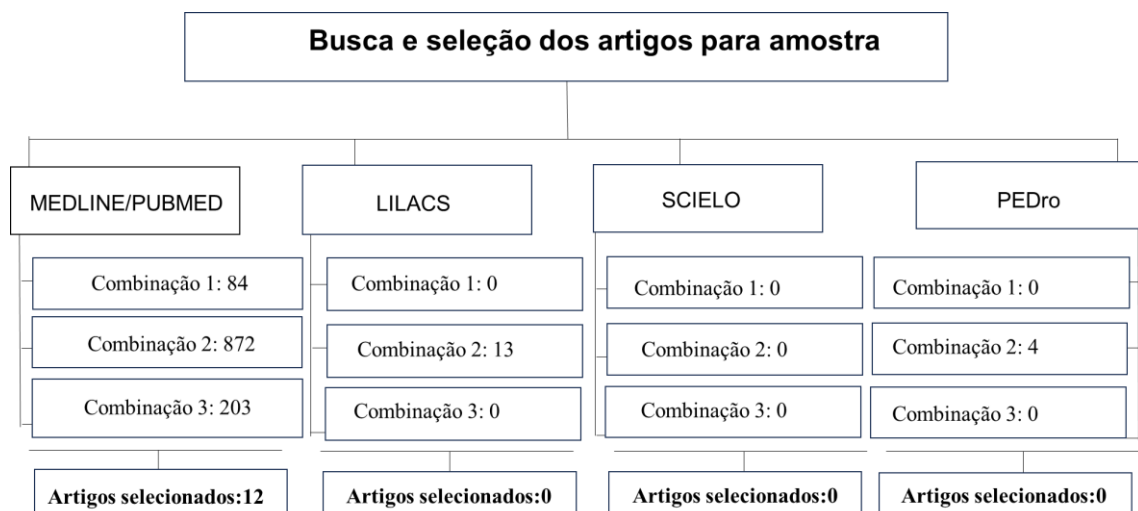 Busca e seleção dos artigos para amostra
MEDLINE/PUBMED
Combinação 1: 84
Combinação 2: 872
Combinação 3: 203
Artigos selecionados:12
LILACS
Combinação 1: 0
Combinação 2: 13
Combinação 3: 0
Artigos selecionados:0
SCIELO
Combinação 1: 0
Combinação 2: 0
Combinação 3: 0
Artigos selecionados:0
PEDro
Combinação 1: 0
Combinação 2: 4
Combinação 3: 0
Artigos selecionados:0